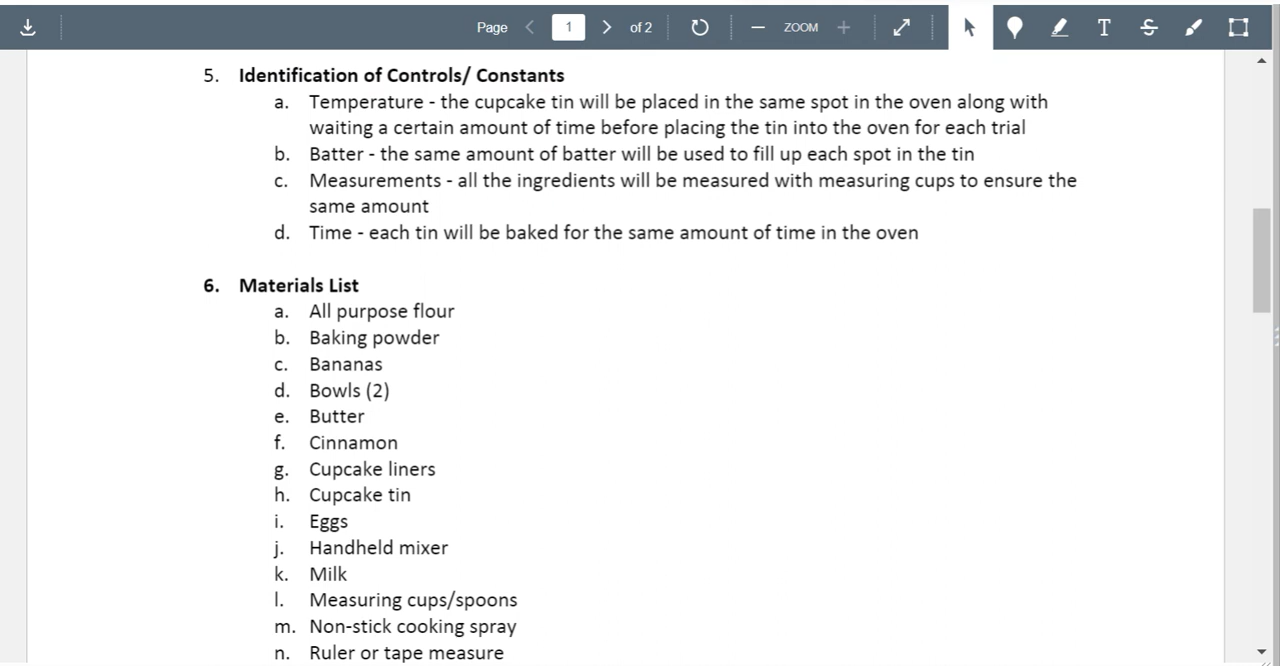 Page 1 of 2 ZOOM T S
5. Identification of Controls/ Constants
a. Temperature - the cupcake tin will be placed in the same spot in the oven along with
waiting a certain amount of time before placing the tin into the oven for each trial
b. Batter - the same amount of batter will be used to fill up each spot in the tin
c. Measurements - all the ingredients will be measured with measuring cups to ensure the
same amount
d. Time - each tin will be baked for the same amount of time in the oven
6. Materials List
a. All purpose flour
b. Baking powder
c. Bananas
d. Bowls (2)
e. Butter
f. Cinnamon
g. Cupcake liners
h. Cupcake tin
i. Eggs
j. Handheld mixer
k. Milk
l. Measuring cups/spoons
m. Non-stick cooking spray
n. Ruler or tape measure